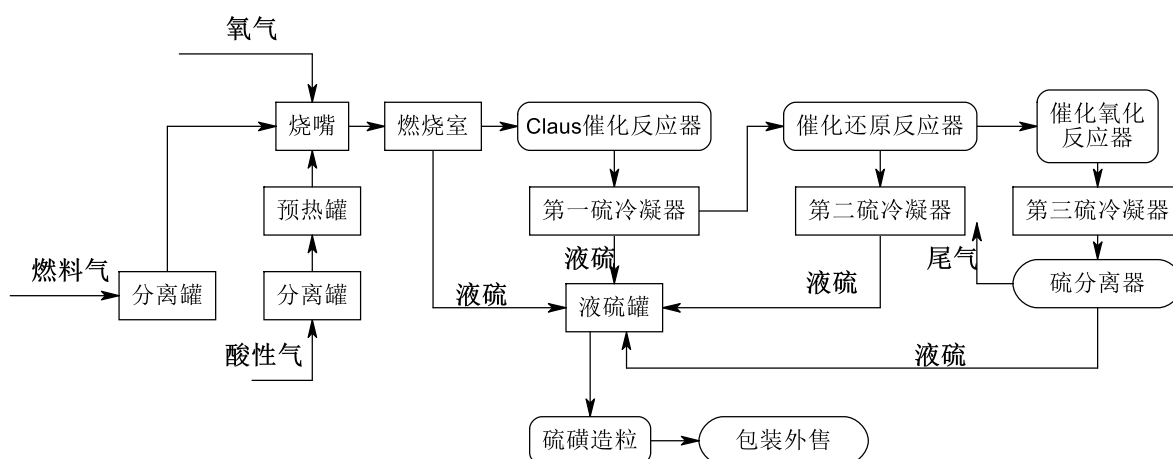 氧气
烧嘴
燃烧室
Claus催化反应器
催化还原反应器
催化氧化
反应器
预热罐
第一硫冷凝器
第二硫冷凝器
第三硫冷凝器
燃料气
分离罐
分离罐
液硫
液硫
液硫罐
液硫
尾气
硫分离器
酸性气
液硫
硫磺造粒
包装外售